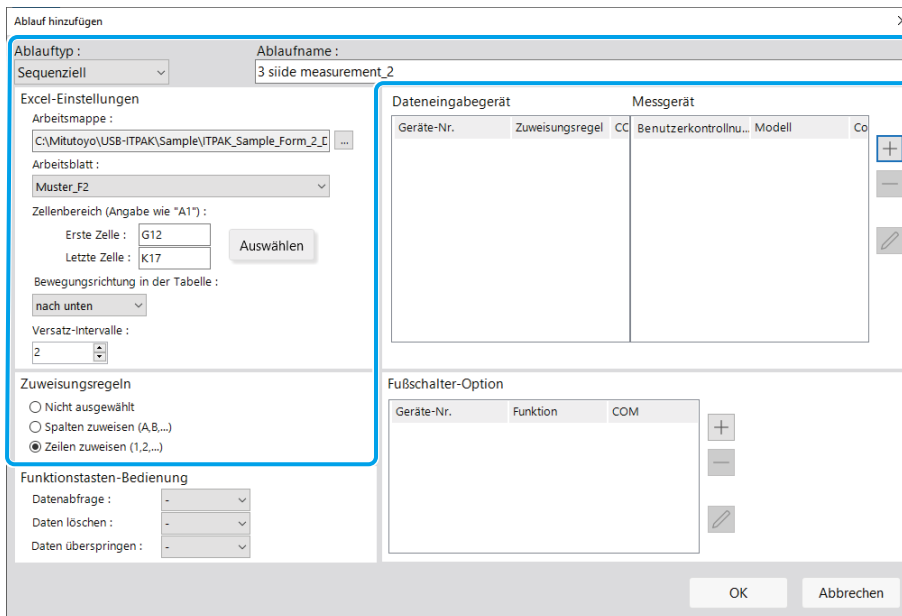 Ablauf hinzufügen
Ablauftyp :
Ablaufname :
Sequenziell
3 siide measurement_2
Excel-Einstellungen
Arbeitsmappe :
C:\Mitutoyo\USB-ITPAK\Sample\ITPAK_Sample_Form_2_D
...
Arbeitsblatt :
Muster_F2
Zellenbereich (Angabe wie "A1") :
Erste Zelle : G12
Letzte Zelle : K17
Auswählen
Bewegungsrichtung in der Tabelle :
nach unten
Versatz-Intervalle :
2
Zuweisungsregeln
Nicht ausgewählt
Spalten zuweisen (A,B,...)
Zeilen zuweisen (1,2,...)
Funktionstasten-Bedienung
Datenabfrage : -
Daten löschen : -
Daten überspringen : -
Dateneingabegerät Messgerät
Geräte-Nr. Zuweisungsregel CC Benutzerkontrollnu... Modell Co
Fußschalter-Option
Geräte-Nr. Funktion COM
OK Abbrechen